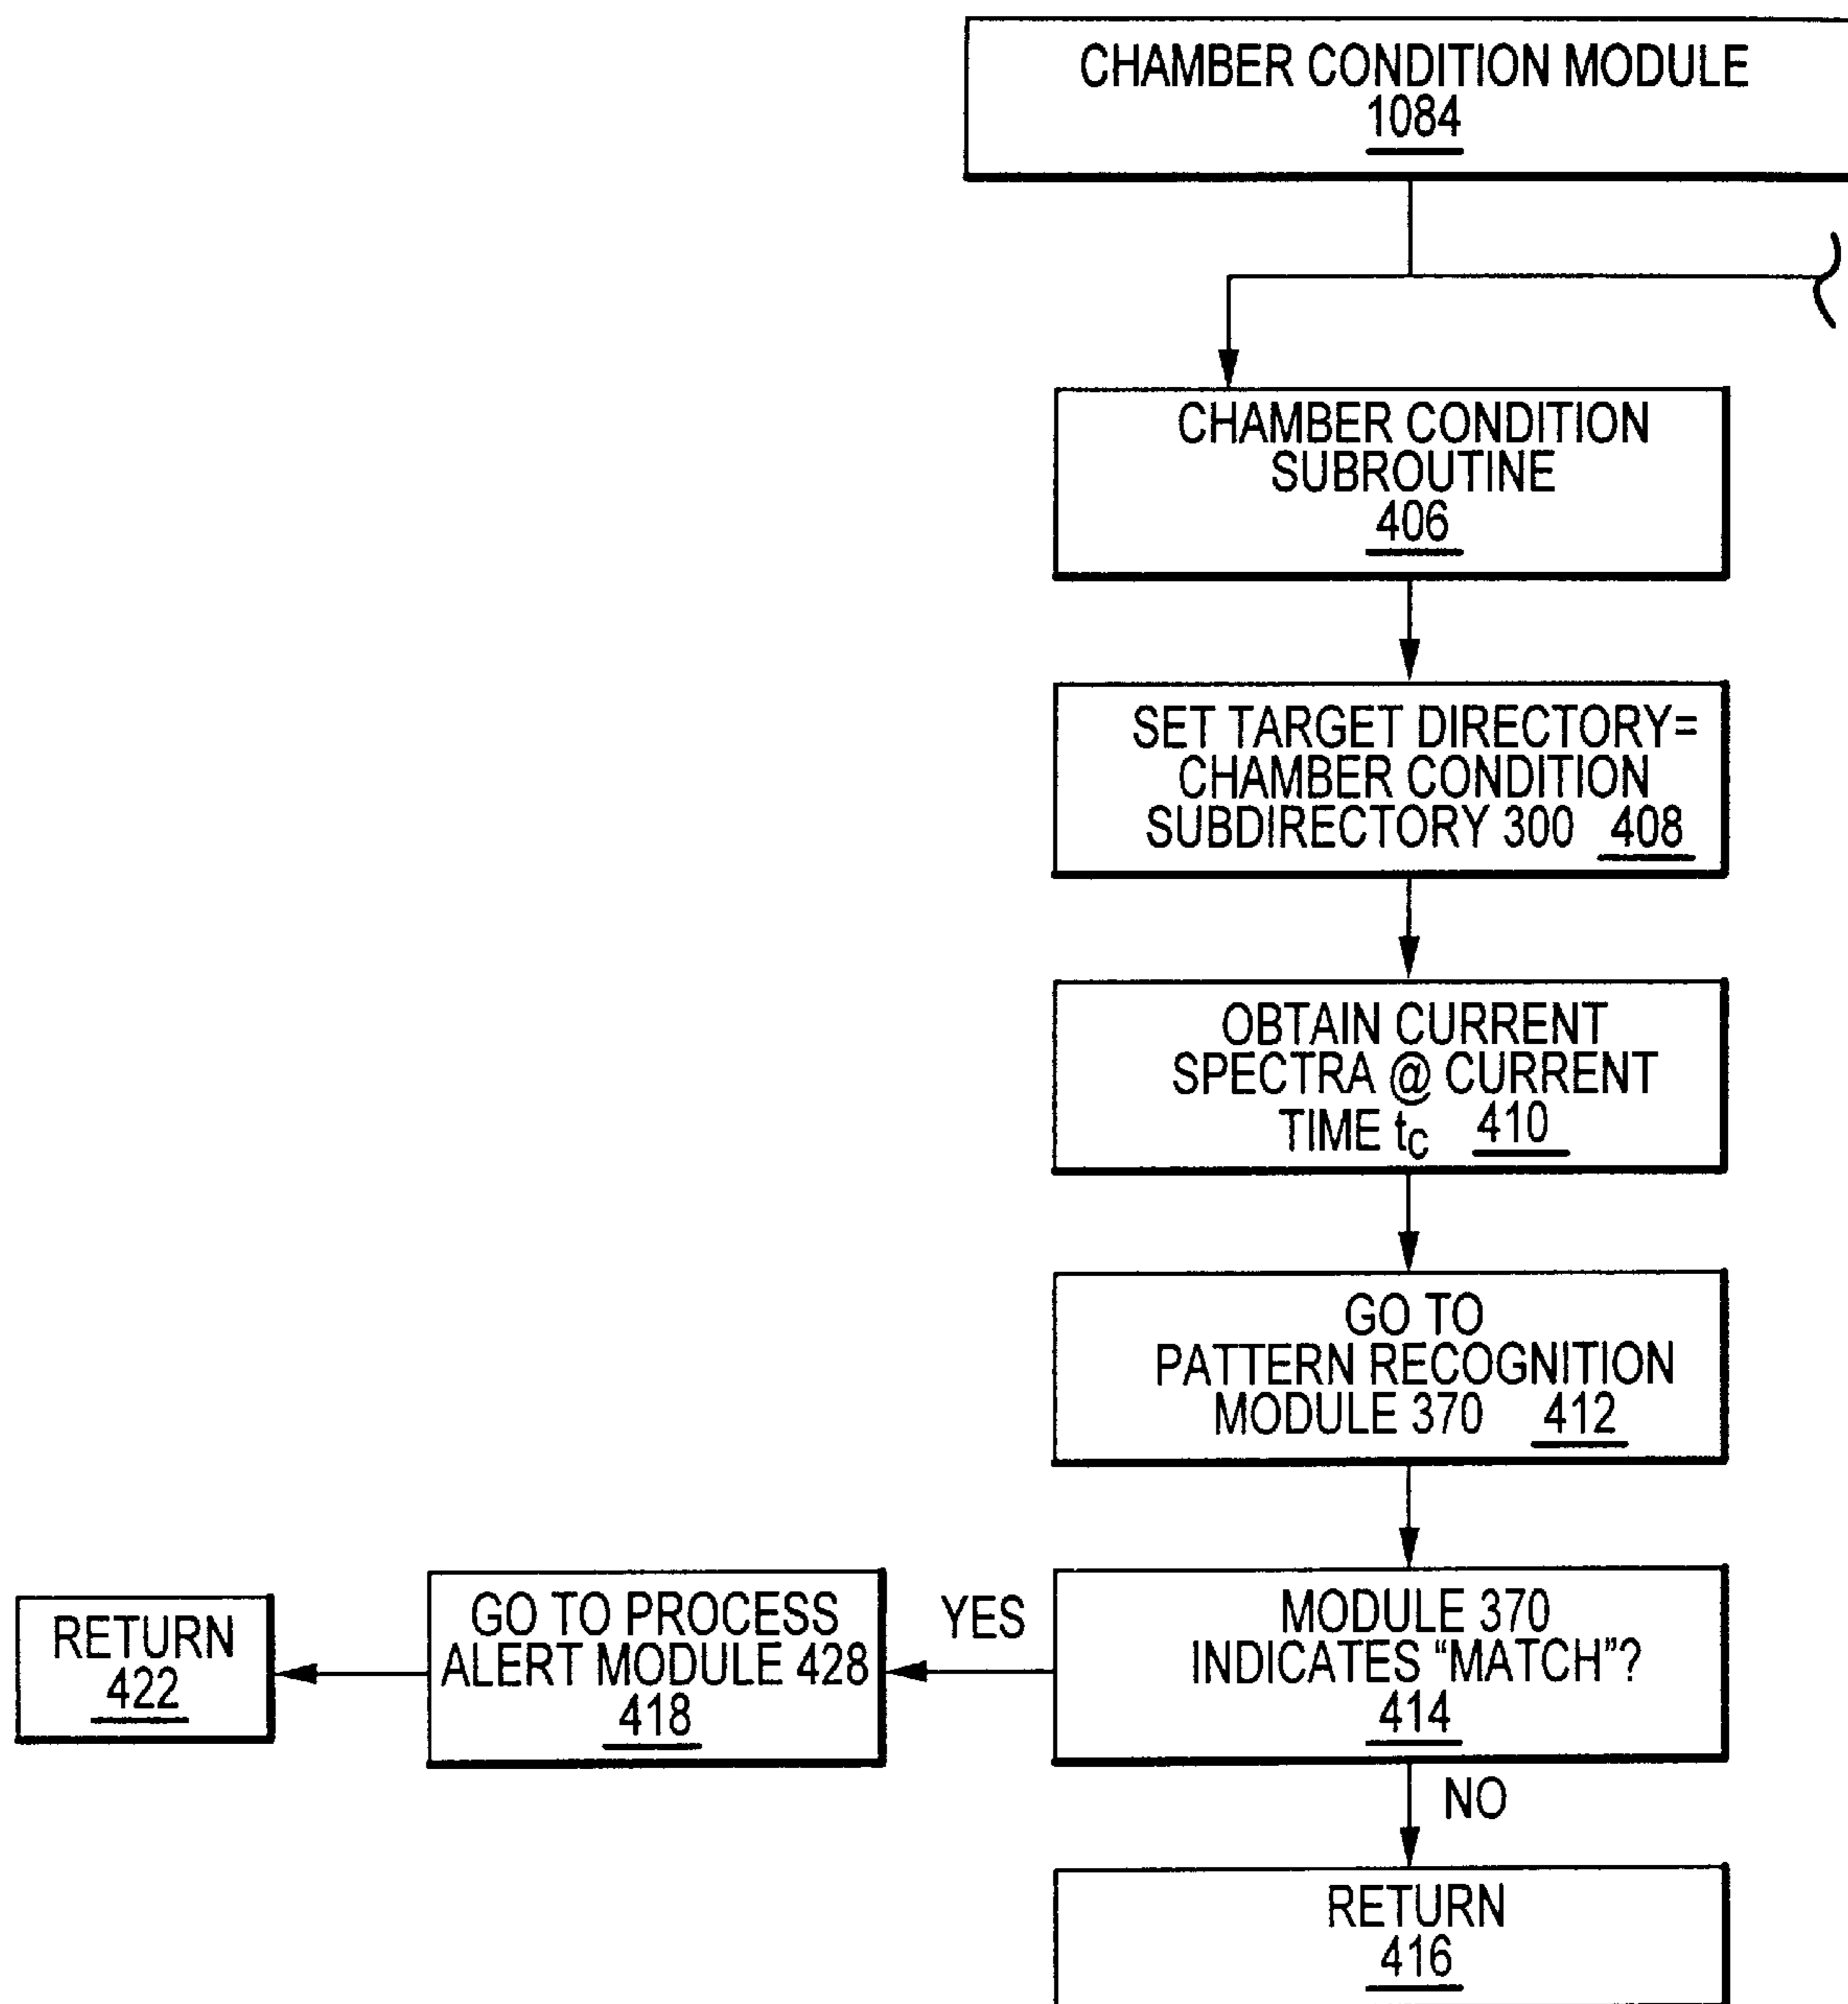 CHAMBER CONDITION MODULE
1084
CHAMBER CONDITION
SUBROUTINE
406
SET TARGET DIRECTORY=
CHAMBER CONDITION
SUBDIRECTORY 300 408
OBTAIN CURRENT
SPECTRA @ CURRENT
TIME tC 410
GO TO
PATTERN RECOGNITION
MODULE 370 412
MODULE 370
INDICATES “MATCH”?
414
YES
GO TO PROCESS
ALERT MODULE 428
418
RETURN
422
NO
RETURN
416